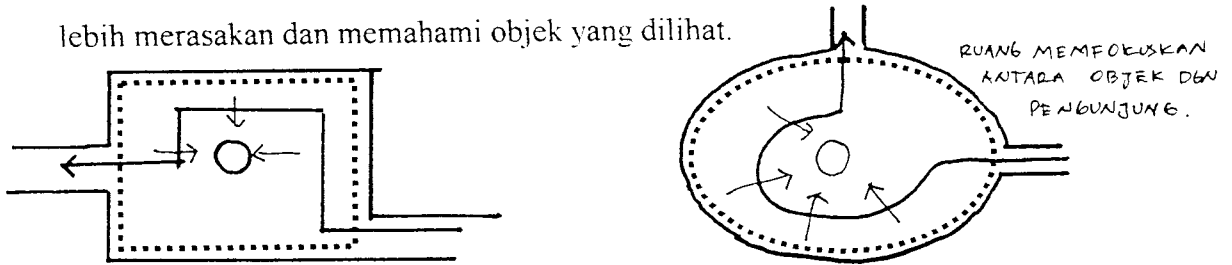 lebih merasakan dan memahami objek yang dilihat.
RUANG MEMFOKUSKAN
ANTARA OBJEK DGN
PENGUNJUNG.